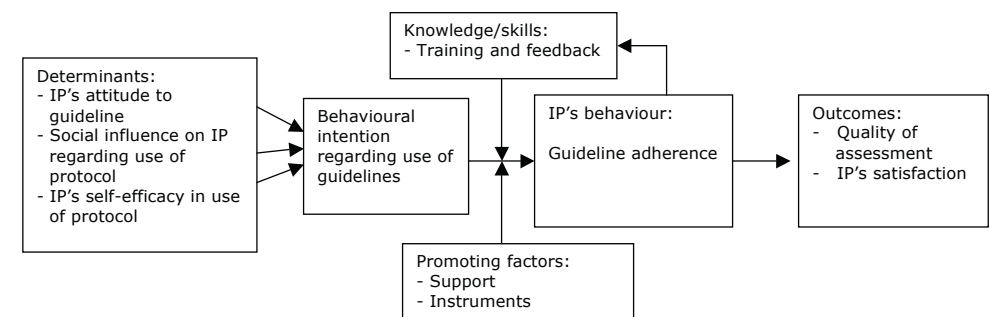 Knowledge/skills:
- Training and feedback
Determinants:
- IP's attitude to
guideline
- Social influence on IP
regarding use of
protocol
- IP's self-efficacy in use
of protocol
Behavioural
intention
regarding use of
guidelines
IP's behaviour:
Guideline adherence
Outcomes:
- Quality of
assessment
- IP's satisfaction
Promoting factors:
- Support
- Instruments